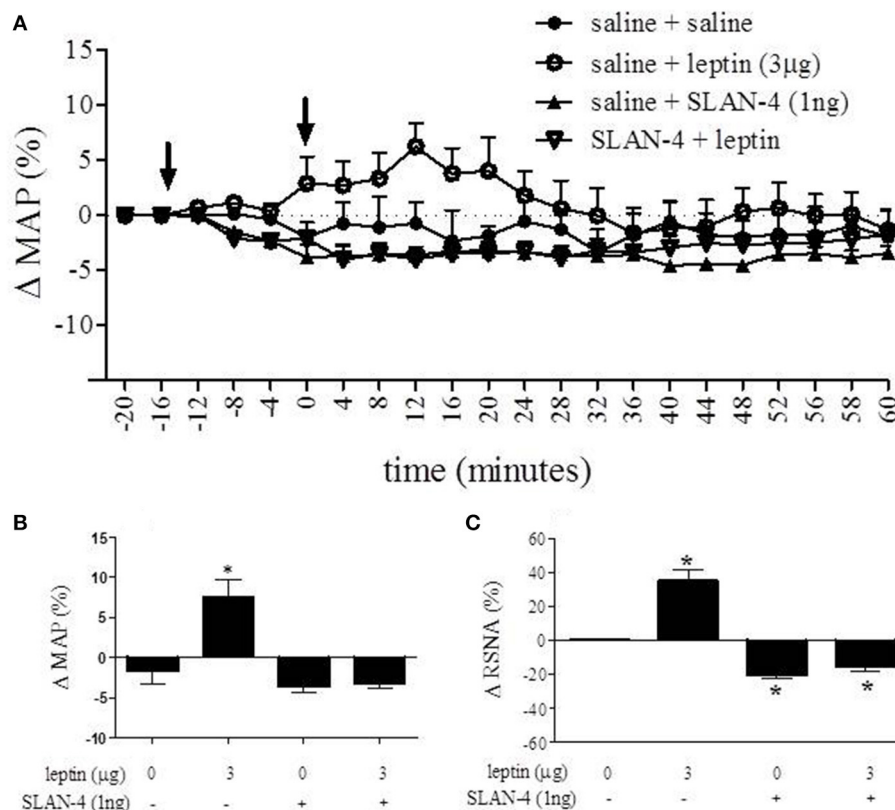 A
saline + saline
saline + leptin (3µg)
saline + SLAN-4 (1ng)
SLAN-4 + leptin
Δ MAP (%)
15
10
5
0
-5
-10
-20 -16 -12 -8 -4 0 4 8 12 16 20 24 28 32 36 40 44 48 52 56 60
time (minutes)
B
Δ MAP (%)
15
10
5
0
-5
-10
*
leptin (µg) 0 3 0 3
SLAN-4 (1ng) - - + +
C
Δ RSNA (%)
60
40
20
0
-20
-40
-60
*
* *
leptin (µg) 0 3 0 3
SLAN-4 (1ng) - - + +